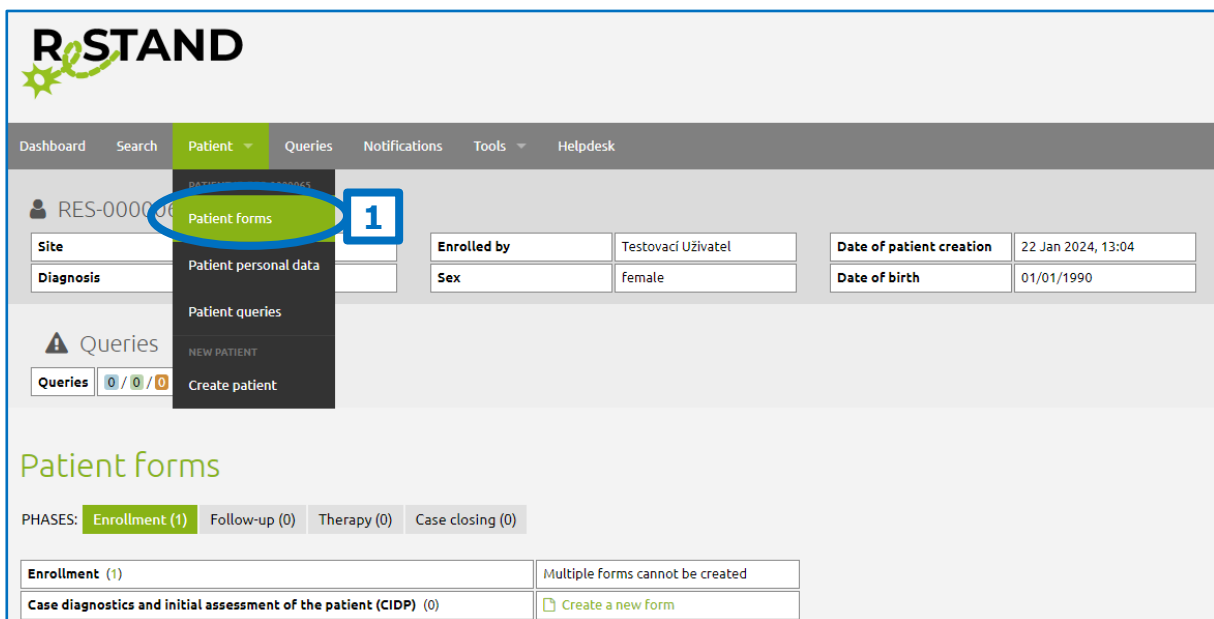 ReSTAND
Dashboard Search Patient Queries Notifications Tools Helpdesk
RES-000006
Patient forms
1
Site Enrolled by Testovací Uživatel Date of patient creation 22 Jan 2024, 13:04
Patient personal data
Diagnosis Sex female Date of birth 01/01/1990
Patient queries
Queries
NEW PATIENT
Queries 0 / 0 / 0
Create patient
Patient forms
PHASES: Enrollment (1) Follow-up (0) Therapy (0) Case closing (0)
Enrollment (1) Multiple forms cannot be created
Case diagnostics and initial assessment of the patient (CIDP) (0) Create a new form